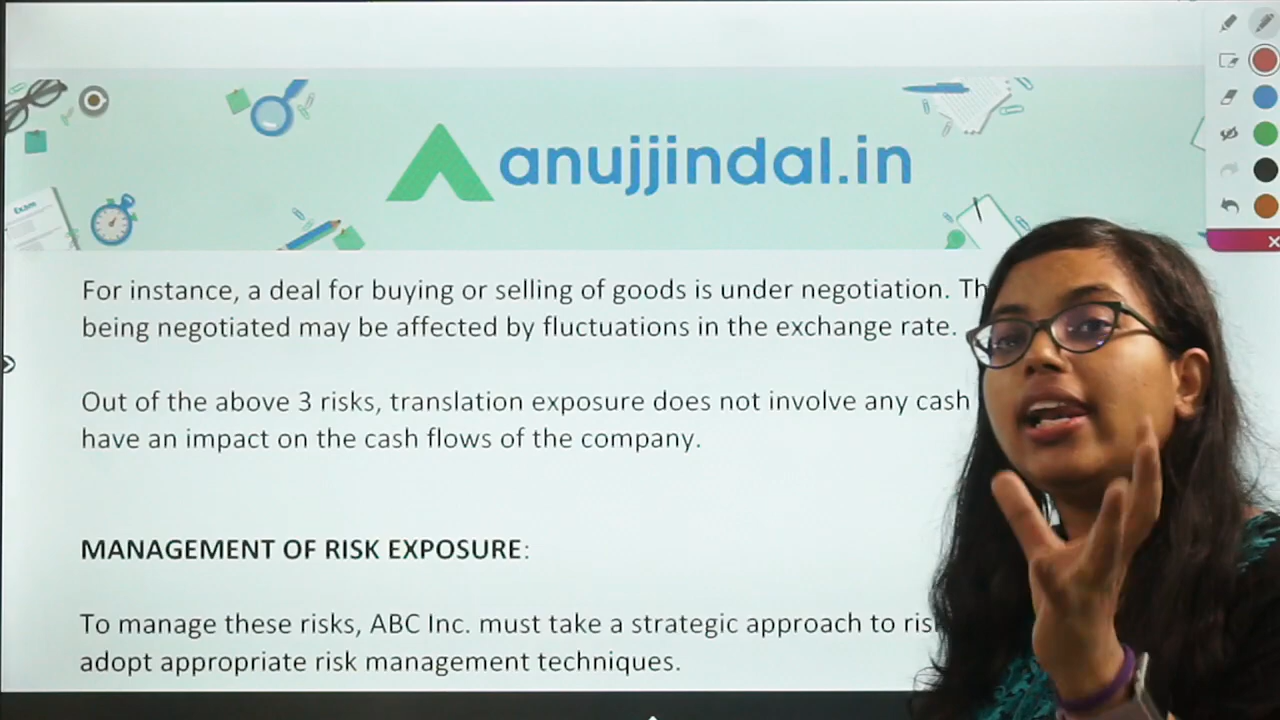 Exam
anujjindal.in
For instance, a deal for buying or selling of goods is under negotiation. Th
being negotiated may be affected by fluctuations in the exchange rate.
Out of the above 3 risks, translation exposure does not involve any cash
have an impact on the cash flows of the company.
MANAGEMENT OF RISK EXPOSURE:
To manage these risks, ABC Inc. must take a strategic approach to ris
adopt appropriate risk management techniques.